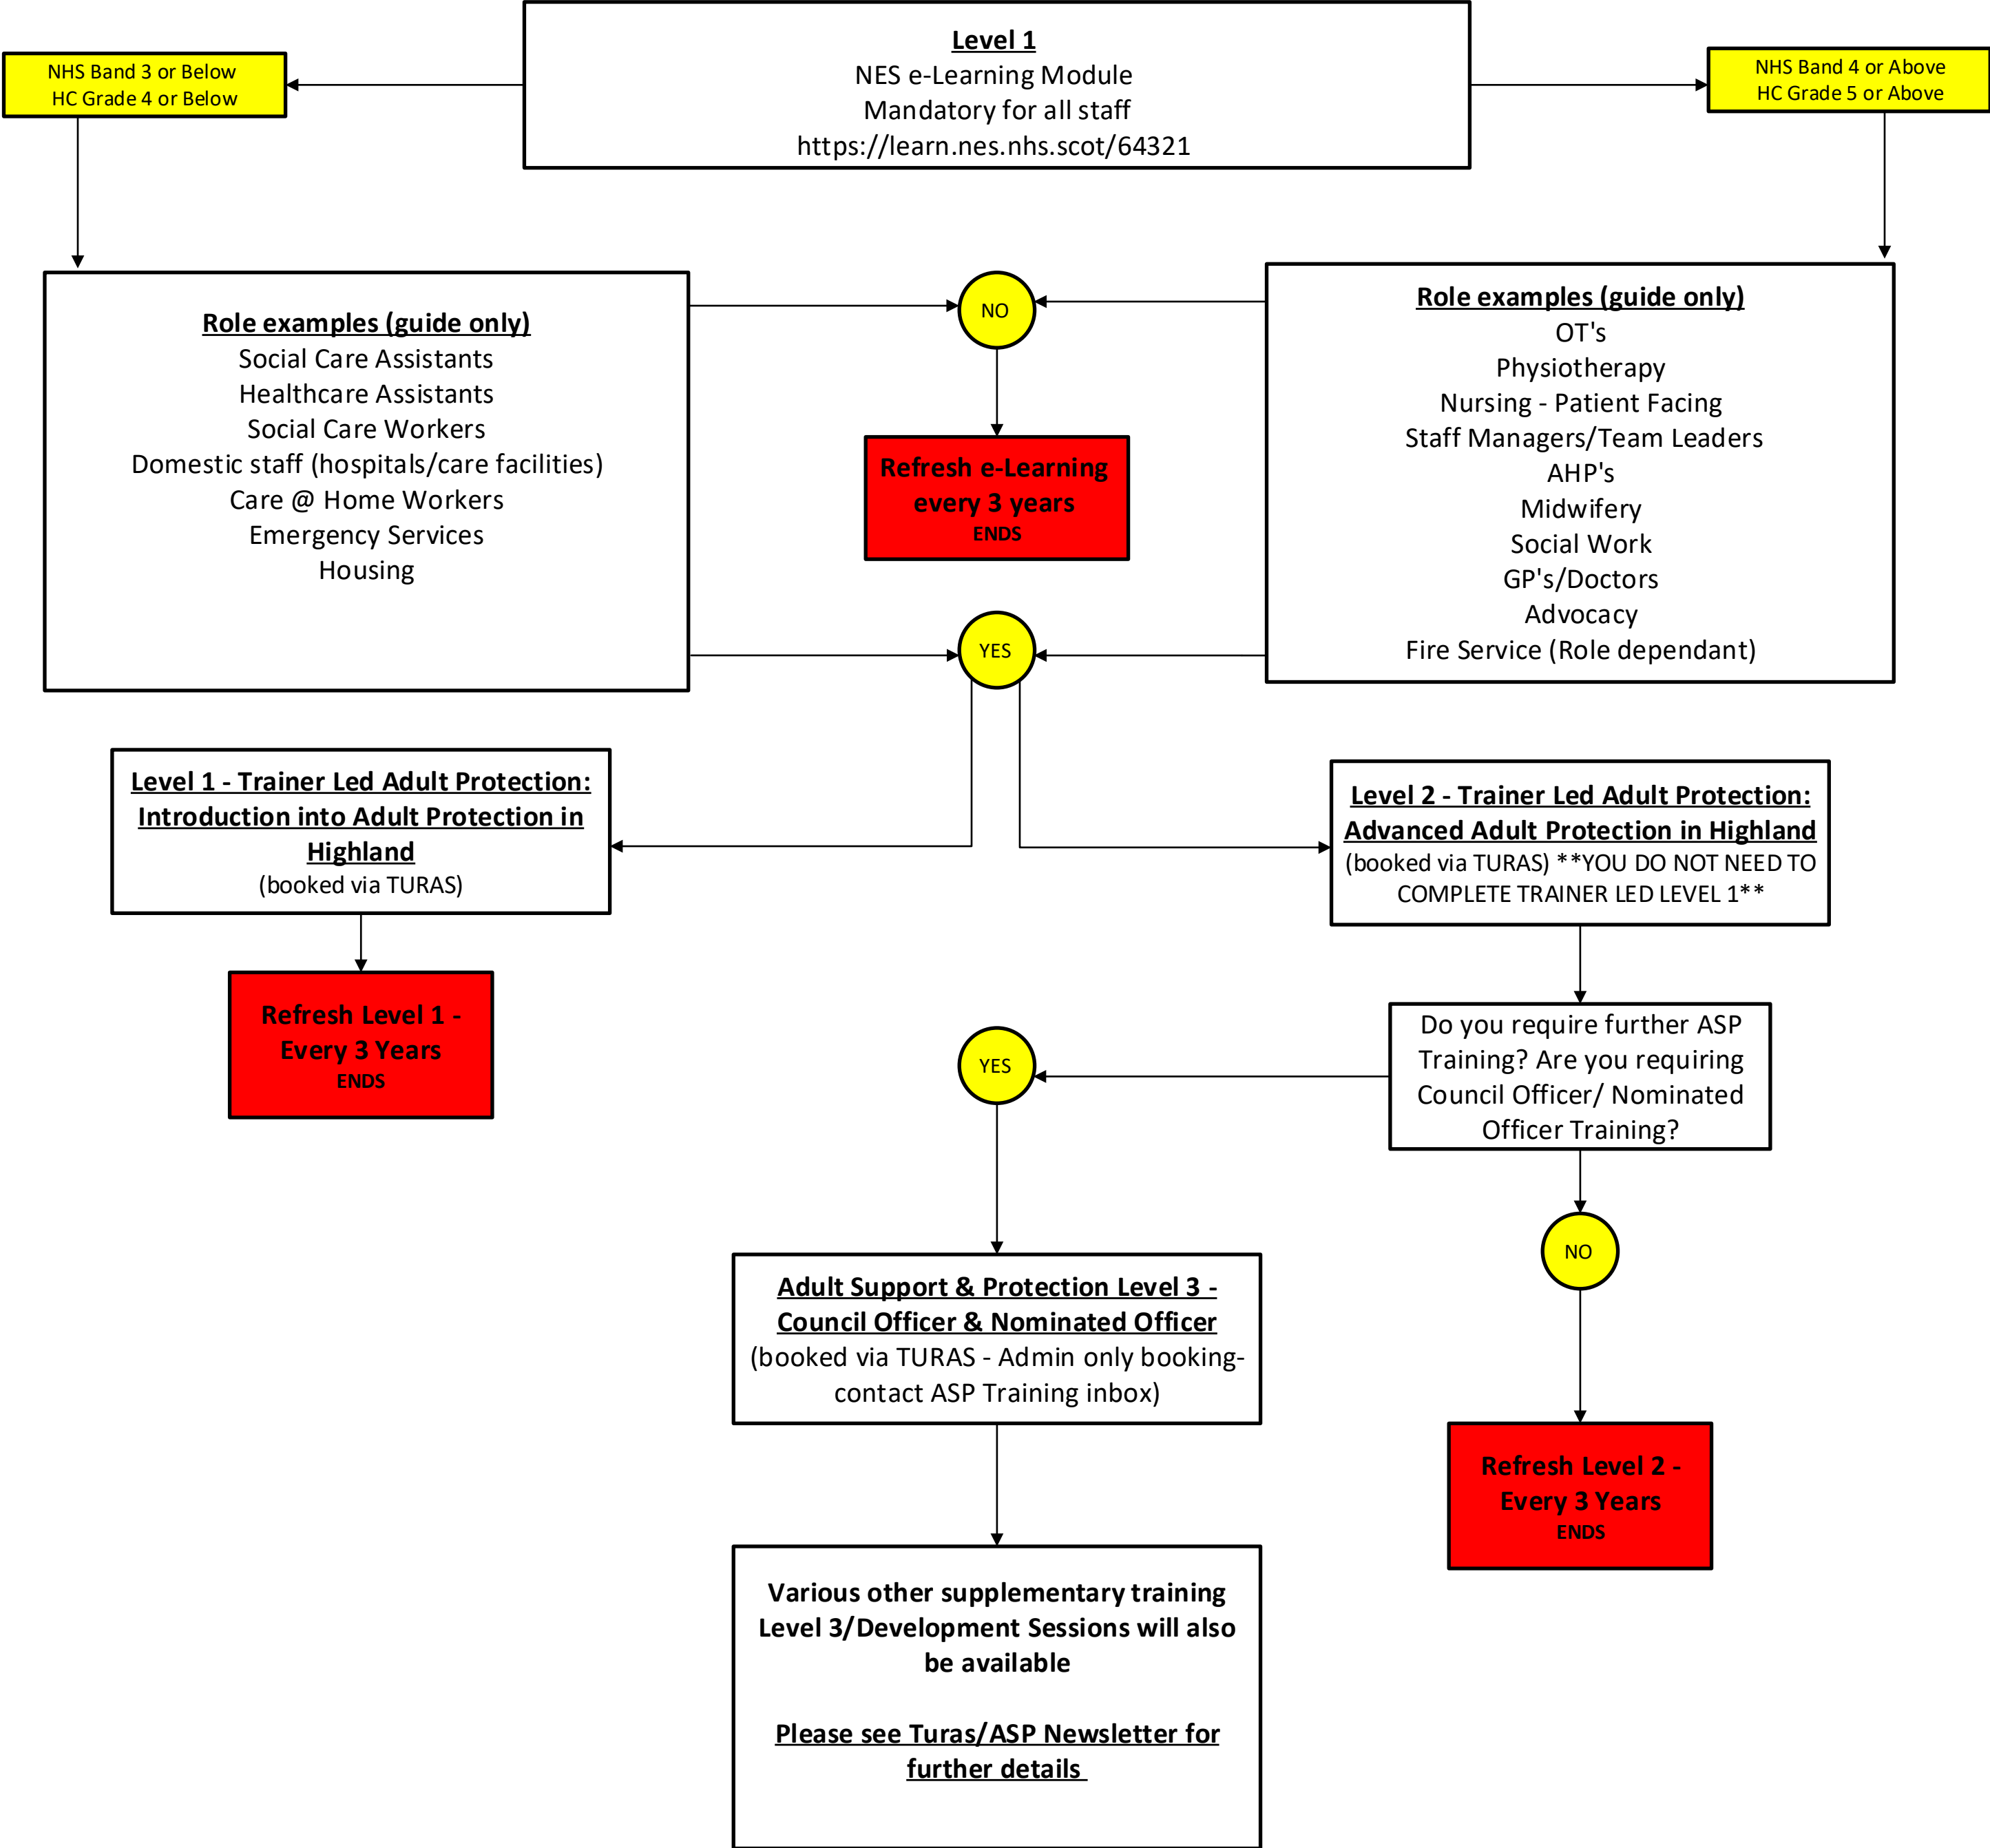 Level 1
NES e-Learning Module
Mandatory for all staff
https://learn.nes.nhs.scot/64321
NHS Band 3 or Below
HC Grade 4 or Below
NHS Band 4 or Above
HC Grade 5 or Above
Role examples (guide only)
Social Care Assistants
Healthcare Assistants
Social Care Workers
Domestic staff (hospitals/care facilities)
Care @ Home Workers
Emergency Services
Housing
NO
Refresh e-Learning
every 3 years
ENDS
YES
Role examples (guide only)
OT's
Physiotherapy
Nursing - Patient Facing
Staff Managers/Team Leaders
AHP's
Midwifery
Social Work
GP's/Doctors
Advocacy
Fire Service (Role dependant)
Level 1 - Trainer Led Adult Protection:
Introduction into Adult Protection in
Highland
(booked via TURAS)
Refresh Level 1 -
Every 3 Years
ENDS
Level 2 - Trainer Led Adult Protection:
Advanced Adult Protection in Highland
(booked via TURAS) **YOU DO NOT NEED TO
COMPLETE TRAINER LED LEVEL 1**
Do you require further ASP
Training? Are you requiring
Council Officer/ Nominated
Officer Training?
YES
NO
Adult Support & Protection Level 3 -
Council Officer & Nominated Officer
(booked via TURAS - Admin only booking-
contact ASP Training inbox)
Refresh Level 2 -
Every 3 Years
ENDS
Various other supplementary training
Level 3/Development Sessions will also
be available
Please see Turas/ASP Newsletter for
further details